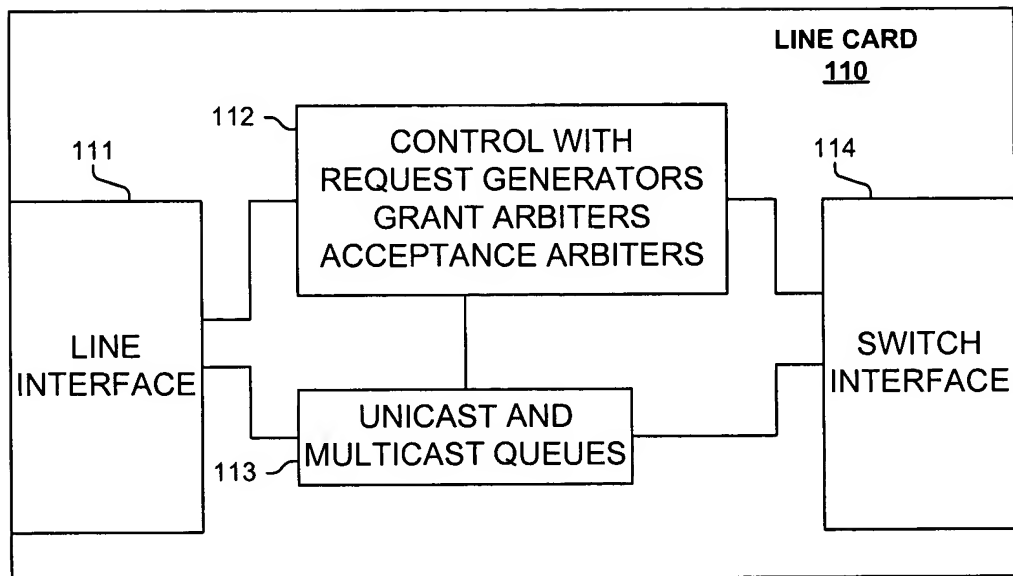 LINE CARD
110
112
CONTROL WITH
REQUEST GENERATORS
GRANT ARBITERS
ACCEPTANCE ARBITERS
111
114
LINE
INTERFACE
SWITCH
INTERFACE
UNICAST AND
MULTICAST QUEUES
113